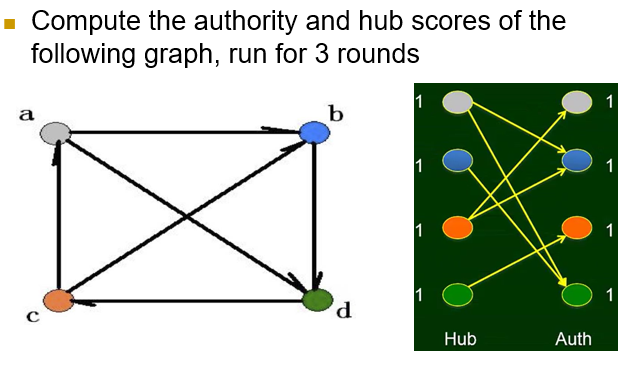 Compute the authority and hub scores of the
following graph, run for 3 rounds
a
b
c
d
1
1
1
1
1
1
1
1
Hub
Auth